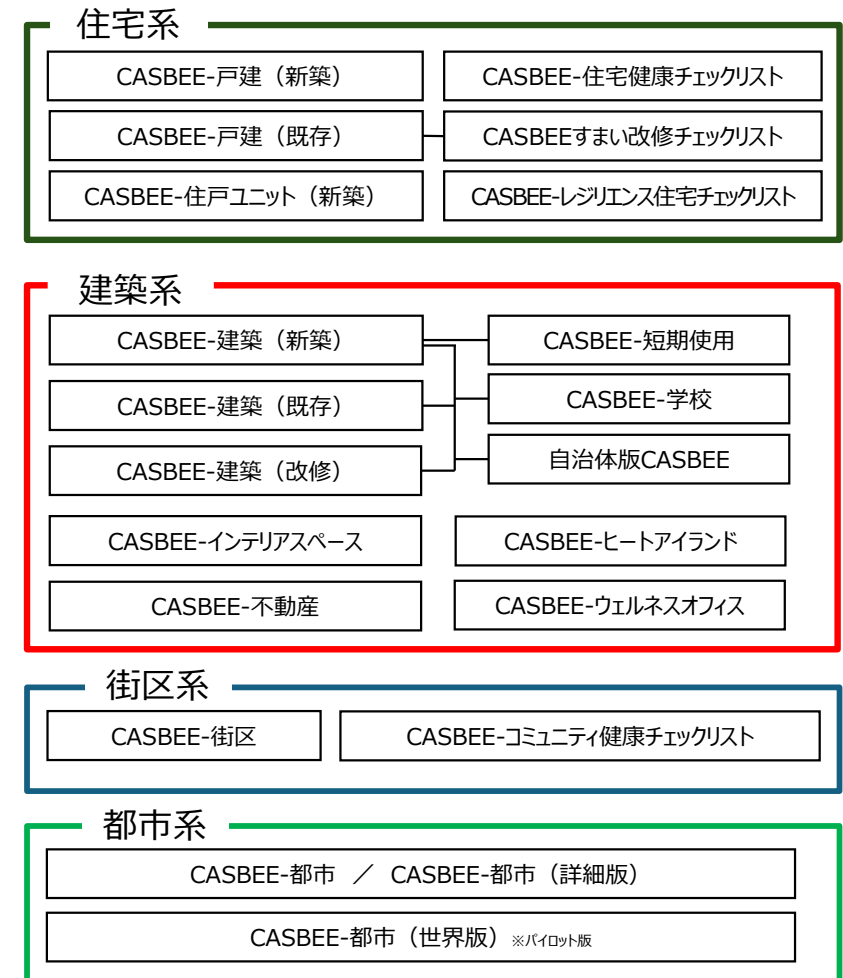 住宅系
CASBEE-戸建（新築）
CASBEE-住宅健康チェックリスト
CASBEE-戸建（既存）
CASBEEすまい改修チェックリスト
CASBEE-住戸ユニット（新築）
CASBEE-レジリエンス住宅チェックリスト
建築系
CASBEE-建築（新築）
CASBEE-短期使用
CASBEE-建築（既存）
CASBEE-学校
CASBEE-建築（改修）
自治体版CASBEE
CASBEE-インテリアスペース
CASBEE-ヒートアイランド
CASBEE-不動産
CASBEE-ウェルネスオフィス
街区系
CASBEE-街区
CASBEE-コミュニティ健康チェックリスト
都市系
CASBEE-都市 ／ CASBEE-都市（詳細版）
CASBEE-都市（世界版）※パイロット版